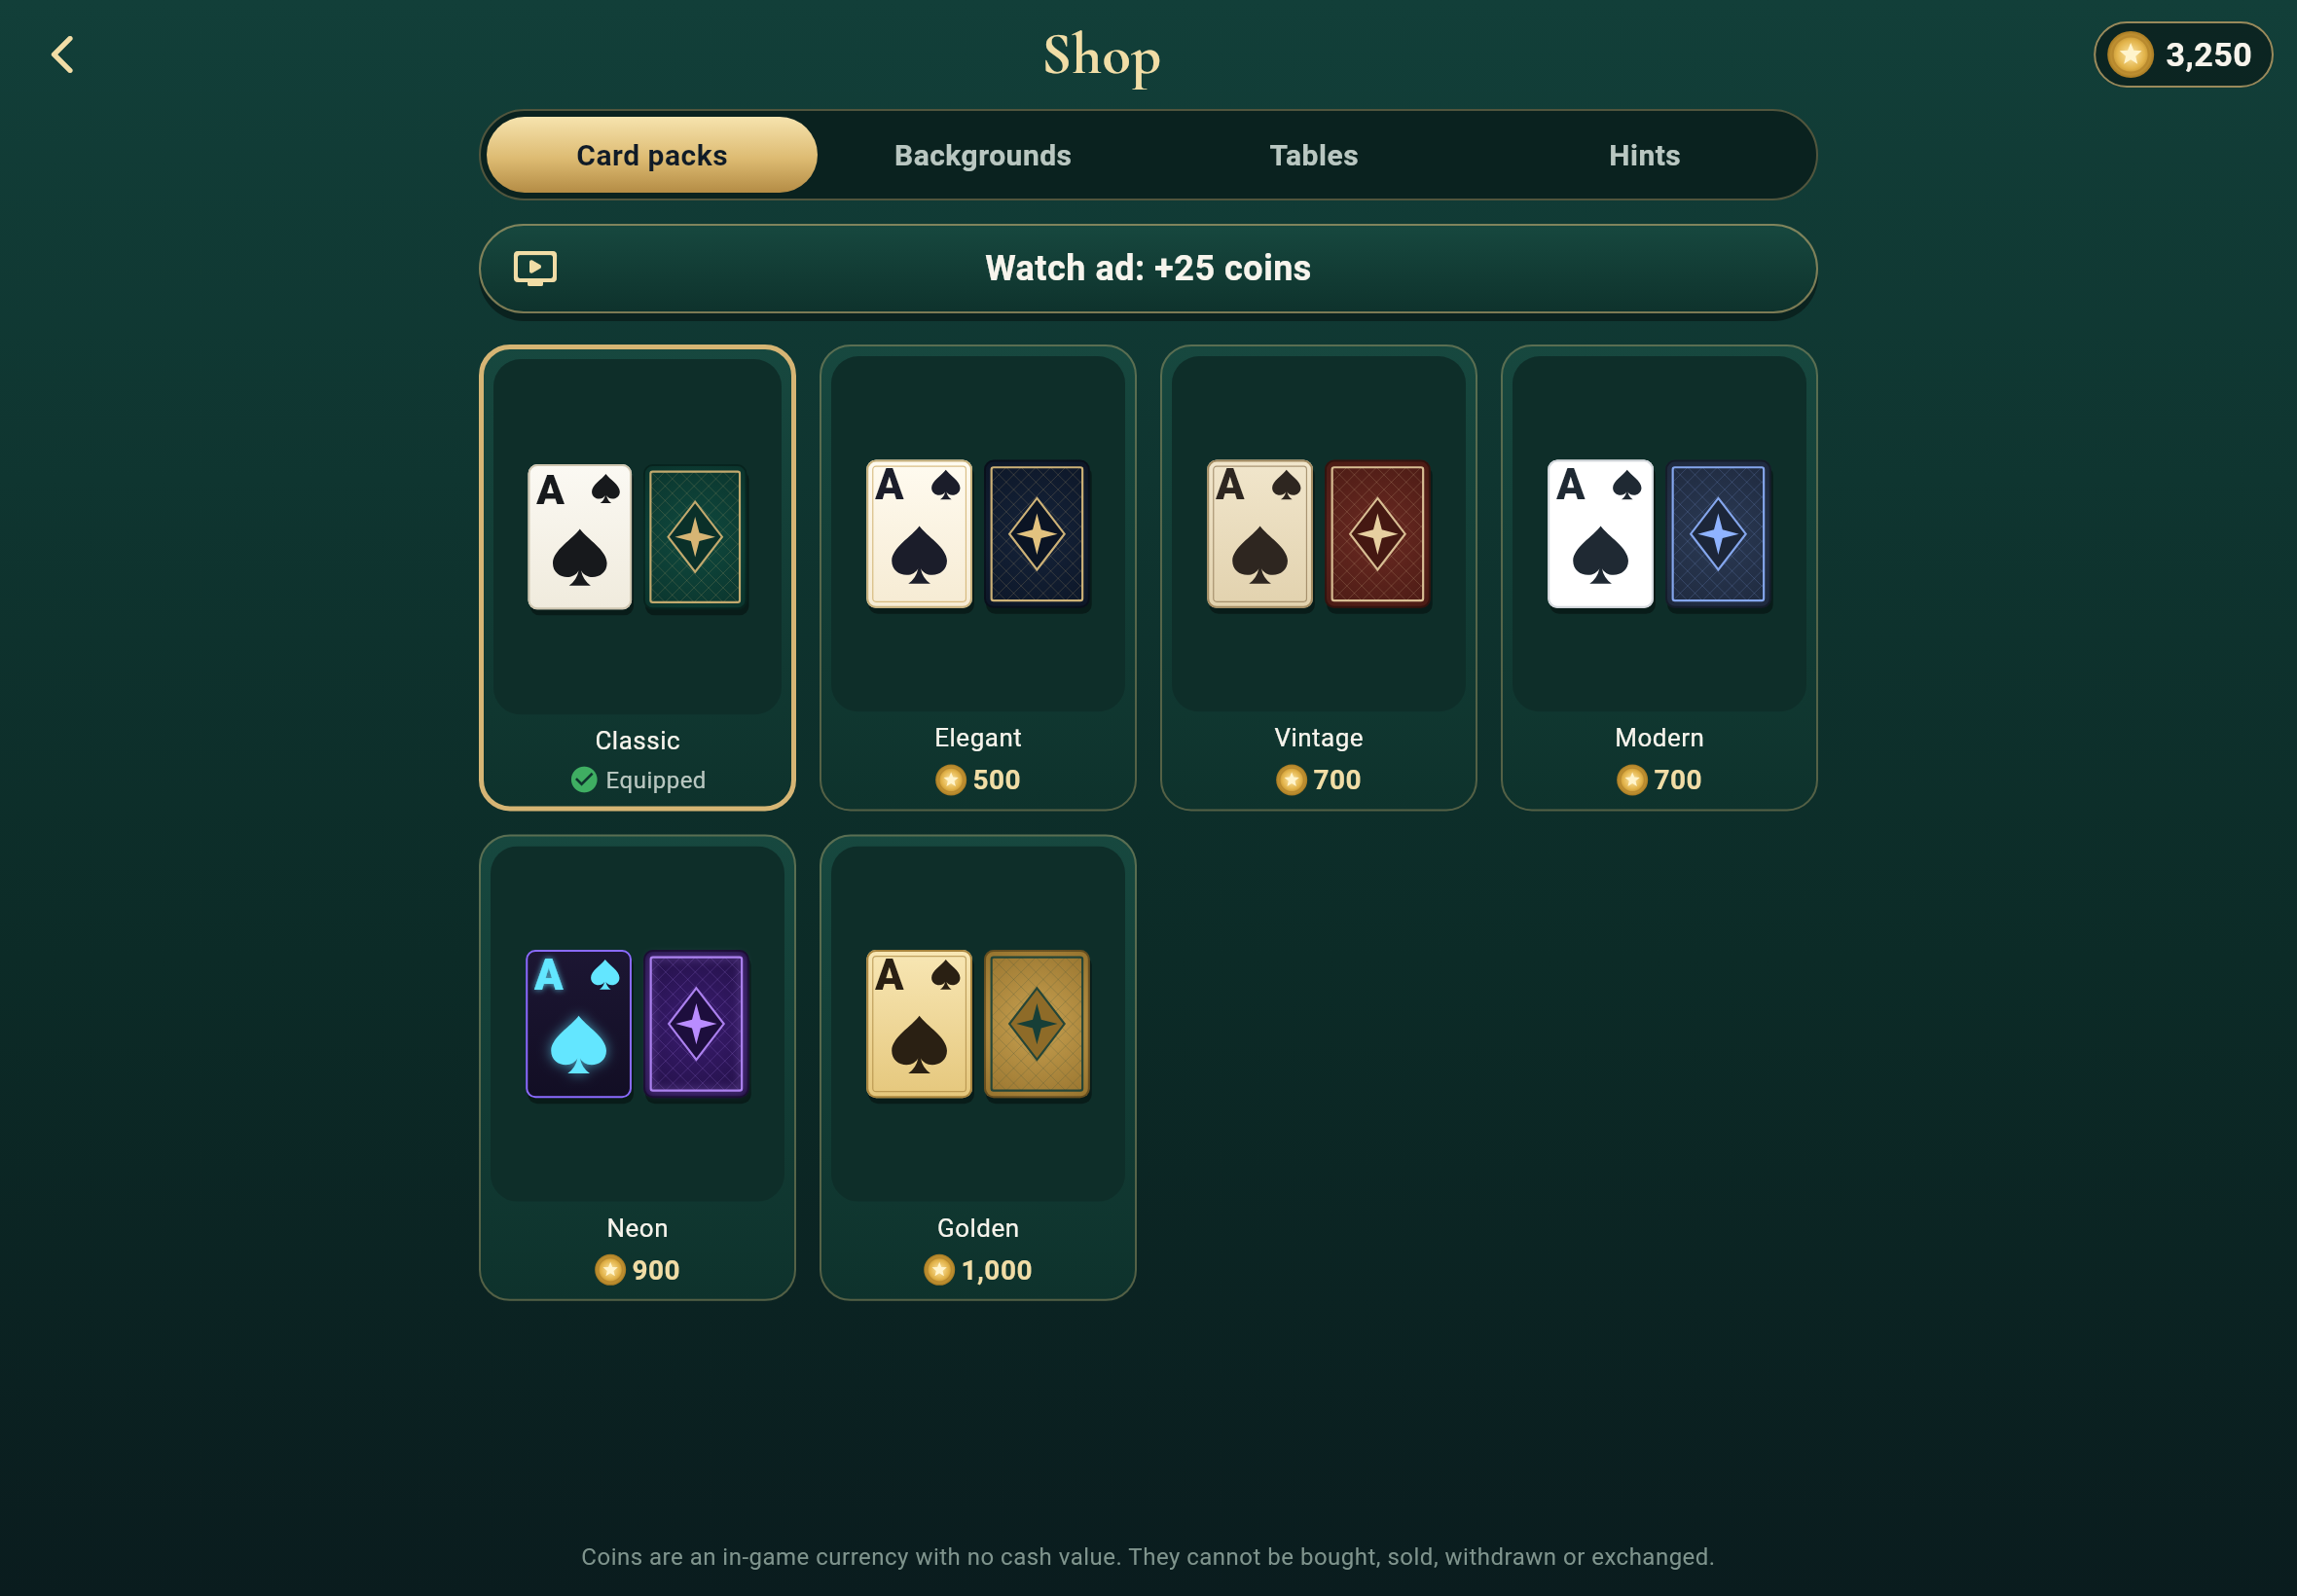 Shop
3,250
Card packs
Backgrounds
Tables
Hints
Watch ad: +25 coins
A
A
A
A
Classic
Elegant
Vintage
Modern
Equipped
500
700
700
A
A
Neon
Golden
900
1,000
Coins are an in-game currency with no cash value. They cannot be bought, sold, withdrawn or exchanged.